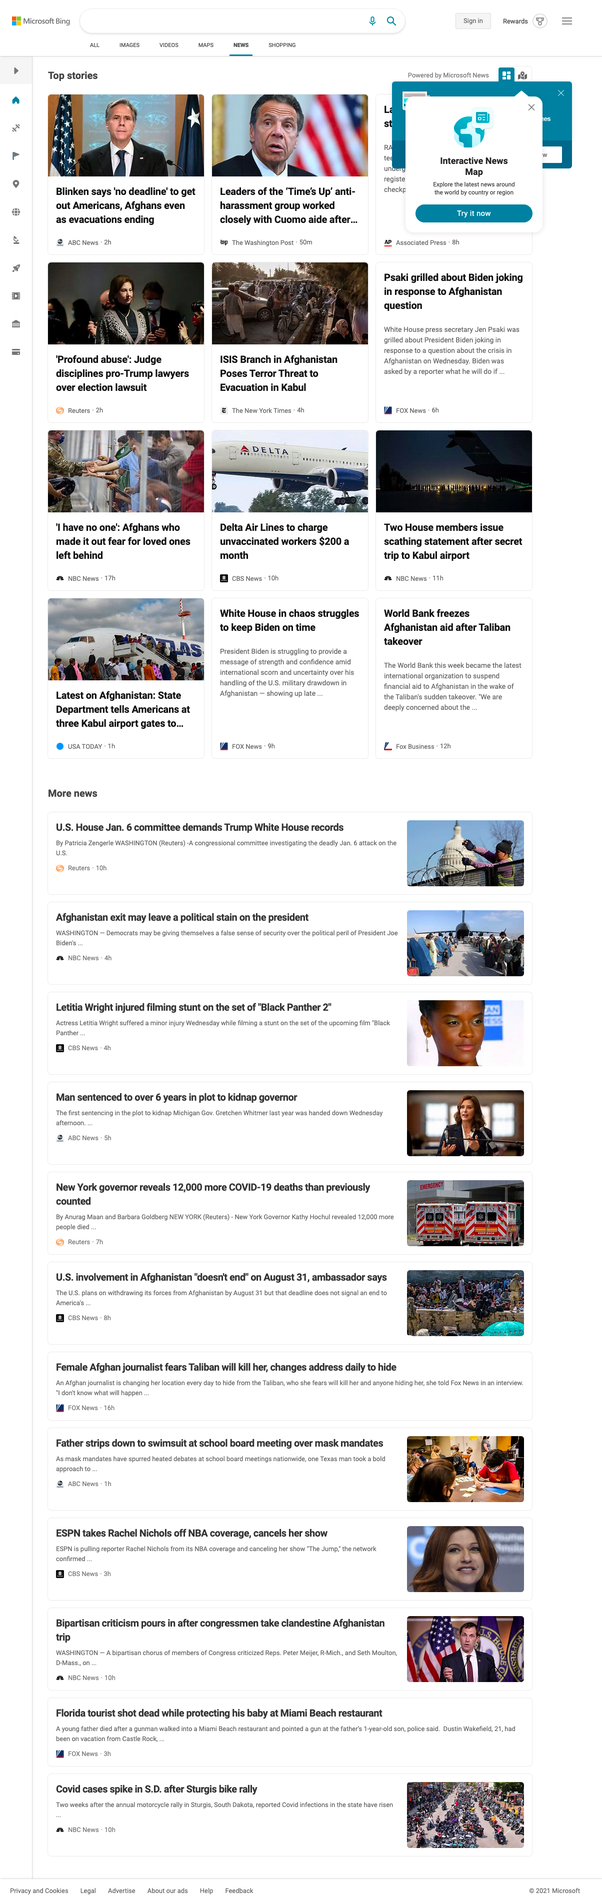 Microsoft Bing
Sign in
Rewards
ALL
IMAGES
VIDEOS
MAPS
NEWS
SHOPPING
Top stories
Powered by Microsoft News
Interactive News
Map
Explore the latest news around
the world by country or region
Try it now
Blinken says 'no deadline' to get
out Americans, Afghans even
as evacuations ending
ABC News · 2h
Leaders of the 'Time's Up' anti-
harassment group worked
closely with Cuomo aide after...
The Washington Post · 50m
Associated Press · 8h
'Profound abuse': Judge
disciplines pro-Trump lawyers
over election lawsuit
Reuters · 2h
ISIS Branch in Afghanistan
Poses Terror Threat to
Evacuation in Kabul
The New York Times · 4h
Psaki grilled about Biden joking
in response to Afghanistan
question
White House press secretary Jen Psaki was
grilled about President Biden joking in
response to a question about the crisis in
Afghanistan on Wednesday. Biden was
asked by a reporter what he will do if ...
FOX News · 6h
'I have no one': Afghans who
made it out fear for loved ones
left behind
NBC News · 17h
DELTA
Delta Air Lines to charge
unvaccinated workers $200 a
month
CBS News · 10h
Two House members issue
scathing statement after secret
trip to Kabul airport
NBC News · 11h
Latest on Afghanistan: State
Department tells Americans at
three Kabul airport gates to...
USA TODAY · 1h
White House in chaos struggles
to keep Biden on time
President Biden is struggling to provide a
message of strength and confidence amid
international scorn and uncertainty over his
handling of the U.S. military drawdown in
Afghanistan — showing up late ...
FOX News · 9h
World Bank freezes
Afghanistan aid after Taliban
takeover
The World Bank this week became the latest
international organization to suspend
financial aid to Afghanistan in the wake of
the Taliban's sudden takeover. "We are
deeply concerned about the ...
Fox Business · 12h
More news
U.S. House Jan. 6 committee demands Trump White House records
By Patricia Zengerle WASHINGTON (Reuters) -A congressional committee investigating the deadly Jan. 6 attack on the
U.S.
Reuters · 10h
Afghanistan exit may leave a political stain on the president
WASHINGTON — Democrats may be giving themselves a false sense of security over the political peril of President Joe
Biden's ...
NBC News · 4h
Letitia Wright injured filming stunt on the set of "Black Panther 2"
Actress Letitia Wright suffered a minor injury Wednesday while filming a stunt on the set of the upcoming film "Black
Panther ...
CBS News · 4h
Man sentenced to over 6 years in plot to kidnap governor
The first sentencing in the plot to kidnap Michigan Gov. Gretchen Whitmer last year was handed down Wednesday
afternoon. ...
ABC News · 5h
New York governor reveals 12,000 more COVID-19 deaths than previously
counted
By Anurag Maan and Barbara Goldberg NEW YORK (Reuters) - New York Governor Kathy Hochul revealed 12,000 more
people died ...
Reuters · 7h
EMERGENCY
U.S. involvement in Afghanistan "doesn't end" on August 31, ambassador says
The U.S. plans on withdrawing its forces from Afghanistan by August 31 but that deadline does not signal an end to
America's ...
CBS News · 8h
Female Afghan journalist fears Taliban will kill her, changes address daily to hide
An Afghan journalist is changing her location every day to hide from the Taliban, who she fears will kill her and anyone hiding her, she told Fox News in an interview.
"I don't know what will happen ...
FOX News · 16h
Father strips down to swimsuit at school board meeting over mask mandates
As mask mandates have spurred heated debates at school board meetings nationwide, one Texas man took a bold
approach to ...
ABC News · 1h
ESPN takes Rachel Nichols off NBA coverage, cancels her show
ESPN is pulling reporter Rachel Nichols from its NBA coverage and canceling her show "The Jump," the network
confirmed ...
CBS News · 3h
Bipartisan criticism pours in after congressmen take clandestine Afghanistan
trip
WASHINGTON — A bipartisan chorus of members of Congress criticized Reps. Peter Meijer, R-Mich., and Seth Moulton,
D-Mass., on ...
NBC News · 10h
Florida tourist shot dead while protecting his baby at Miami Beach restaurant
A young father died after a gunman walked into a Miami Beach restaurant and pointed a gun at the father's 1-year-old son, police said. Dustin Wakefield, 21, had
been on vacation from Castle Rock, ...
FOX News · 3h
Covid cases spike in S.D. after Sturgis bike rally
Two weeks after the annual motorcycle rally in Sturgis, South Dakota, reported Covid infections in the state have risen
...
NBC News · 10h
Privacy and Cookies
Legal
Advertise
About our ads
Help
Feedback
© 2021 Microsoft